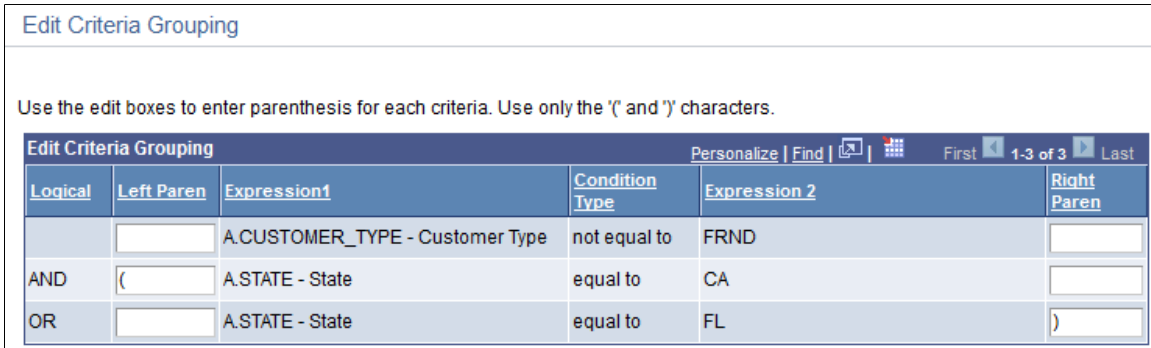 Edit Criteria Grouping
Use the edit boxes to enter parenthesis for each criteria. Use only the '(' and ')' characters.
Edit Criteria Grouping Personalize | Find | | First 1-3 of 3 Last
Logical Left Paren Expression1 Condition Type Expression 2 Right Paren
A.CUSTOMER_TYPE - Customer Type not equal to FRND
AND ( A.STATE - State equal to CA
OR A.STATE - State equal to FL )